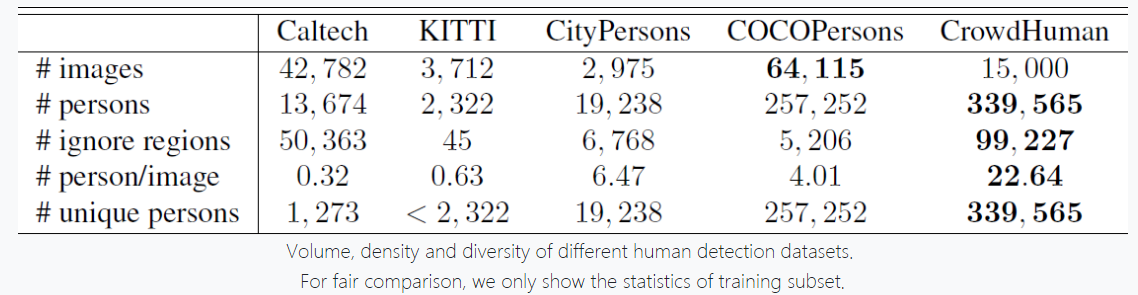 Caltech KITTI CityPersons COCOPersons CrowdHuman
# images 42,782 3,712 2,975 64,115 15,000
# persons 13,674 2,322 19,238 257,252 339,565
# ignore regions 50,363 45 6,768 5,206 99,227
# person/image 0.32 0.63 6.47 4.01 22.64
# unique persons 1,273 < 2,322 19,238 257,252 339,565
Volume, density and diversity of different human detection datasets.
For fair comparison, we only show the statistics of training subset.